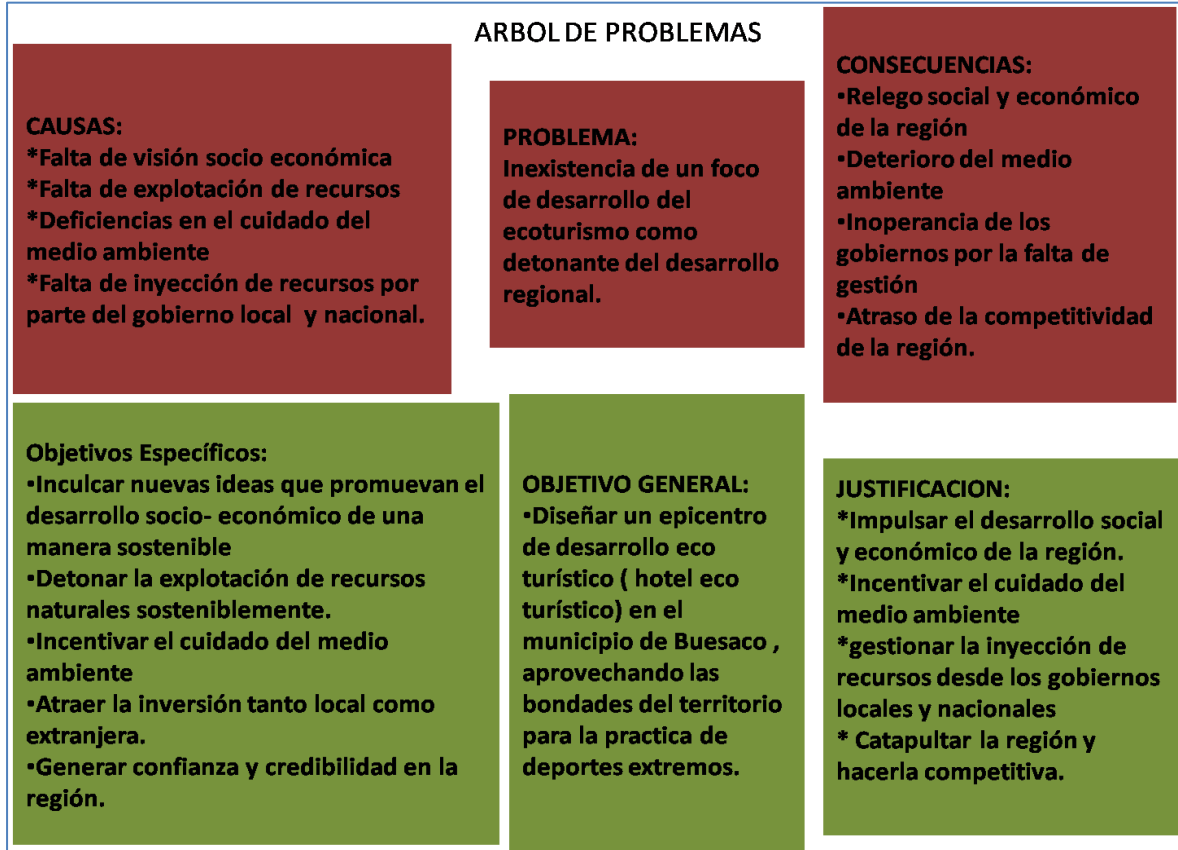 ARBOL DE PROBLEMAS
CAUSAS:
*Falta de visión socio económica
*Falta de explotación de recursos
*Deficiencias en el cuidado del
medio ambiente
*Falta de inyección de recursos por
parte del gobierno local y nacional.
PROBLEMA:
Inexistencia de un foco
de desarrollo del
ecoturismo como
detonante del desarrollo
regional.
CONSECUENCIAS:
•Relego social y económico
de la región
•Deterioro del medio
ambiente
•Inoperancia de los
gobiernos por la falta de
gestión
•Atraso de la competitividad
de la región.
Objetivos Específicos:
•Inculcar nuevas ideas que promuevan el
desarrollo socio- económico de una
manera sostenible
•Detonar la explotación de recursos
naturales sosteniblemente.
•Incentivar el cuidado del medio
ambiente
•Atraer la inversión tanto local como
extranjera.
•Generar confianza y credibilidad en la
región.
OBJETIVO GENERAL:
•Diseñar un epicentro
de desarrollo eco
turístico ( hotel eco
turístico) en el
municipio de Buesaco ,
aprovechando las
bondades del territorio
para la practica de
deportes extremos.
JUSTIFICACION:
*Impulsar el desarrollo social
y económico de la región.
*Incentivar el cuidado del
medio ambiente
*gestionar la inyección de
recursos desde los gobiernos
locales y nacionales
* Catapultar la región y
hacerla competitiva.